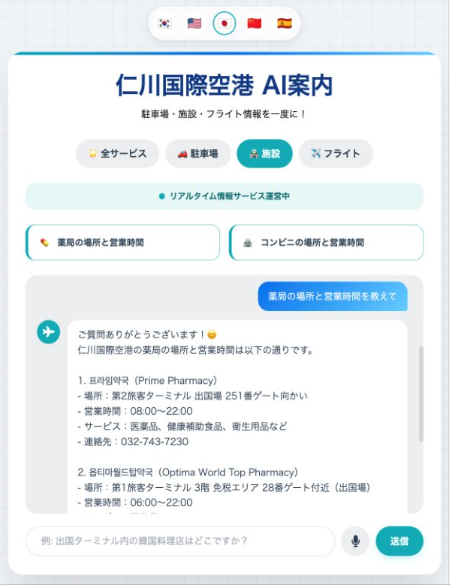 仁川国際空港 AI案内
駐車場・施設・フライト情報を一度に！
全サービス
駐車場
施設
フライト
リアルタイム情報サービス運営中
薬局の場所と営業時間
コンビニの場所と営業時間
薬局の場所と営業時間を教えて
ご質問ありがとうございます！😊
仁川国際空港の薬局の場所と営業時間は以下の通りです。
1. 프라임약국（Prime Pharmacy）
- 場所：第2旅客ターミナル 出国場 251番ゲート向かい
- 営業時間：08:00～22:00
- サービス：医薬品、健康補助食品、衛生用品など
- 連絡先：032-743-7230
2. 옵티마월드탑약국（Optima World Top Pharmacy）
- 場所：第1旅客ターミナル 3階 免税エリア 28番ゲート付近（出国場）
- 営業時間：06:00～22:00
例: 出国ターミナル内の韓国料理店はどこですか？
送信